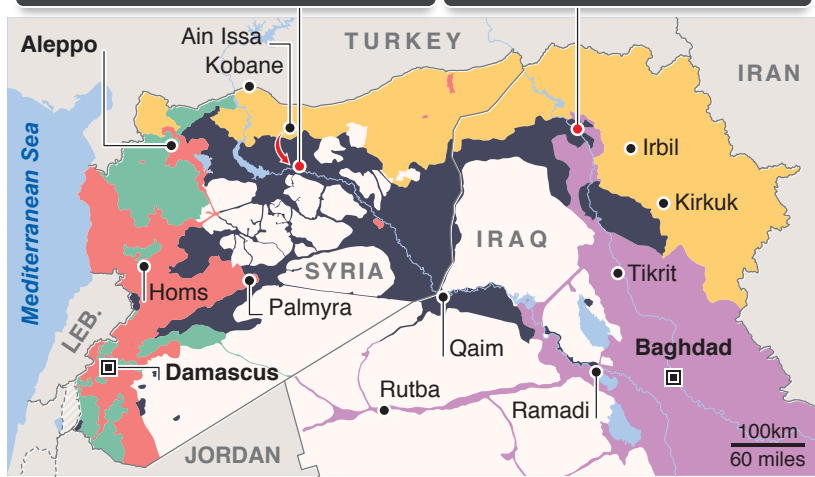 Aleppo
Ain Issa
Kobane
TURKEY
IRAN
Mediterranean Sea
Irbil
Kirkuk
IRAQ
SYRIA
Tikrit
Homs
Palmyra
LEB.
Qaim
Baghdad
Damascus
Rutba
Ramadi
JORDAN
100km
60 miles